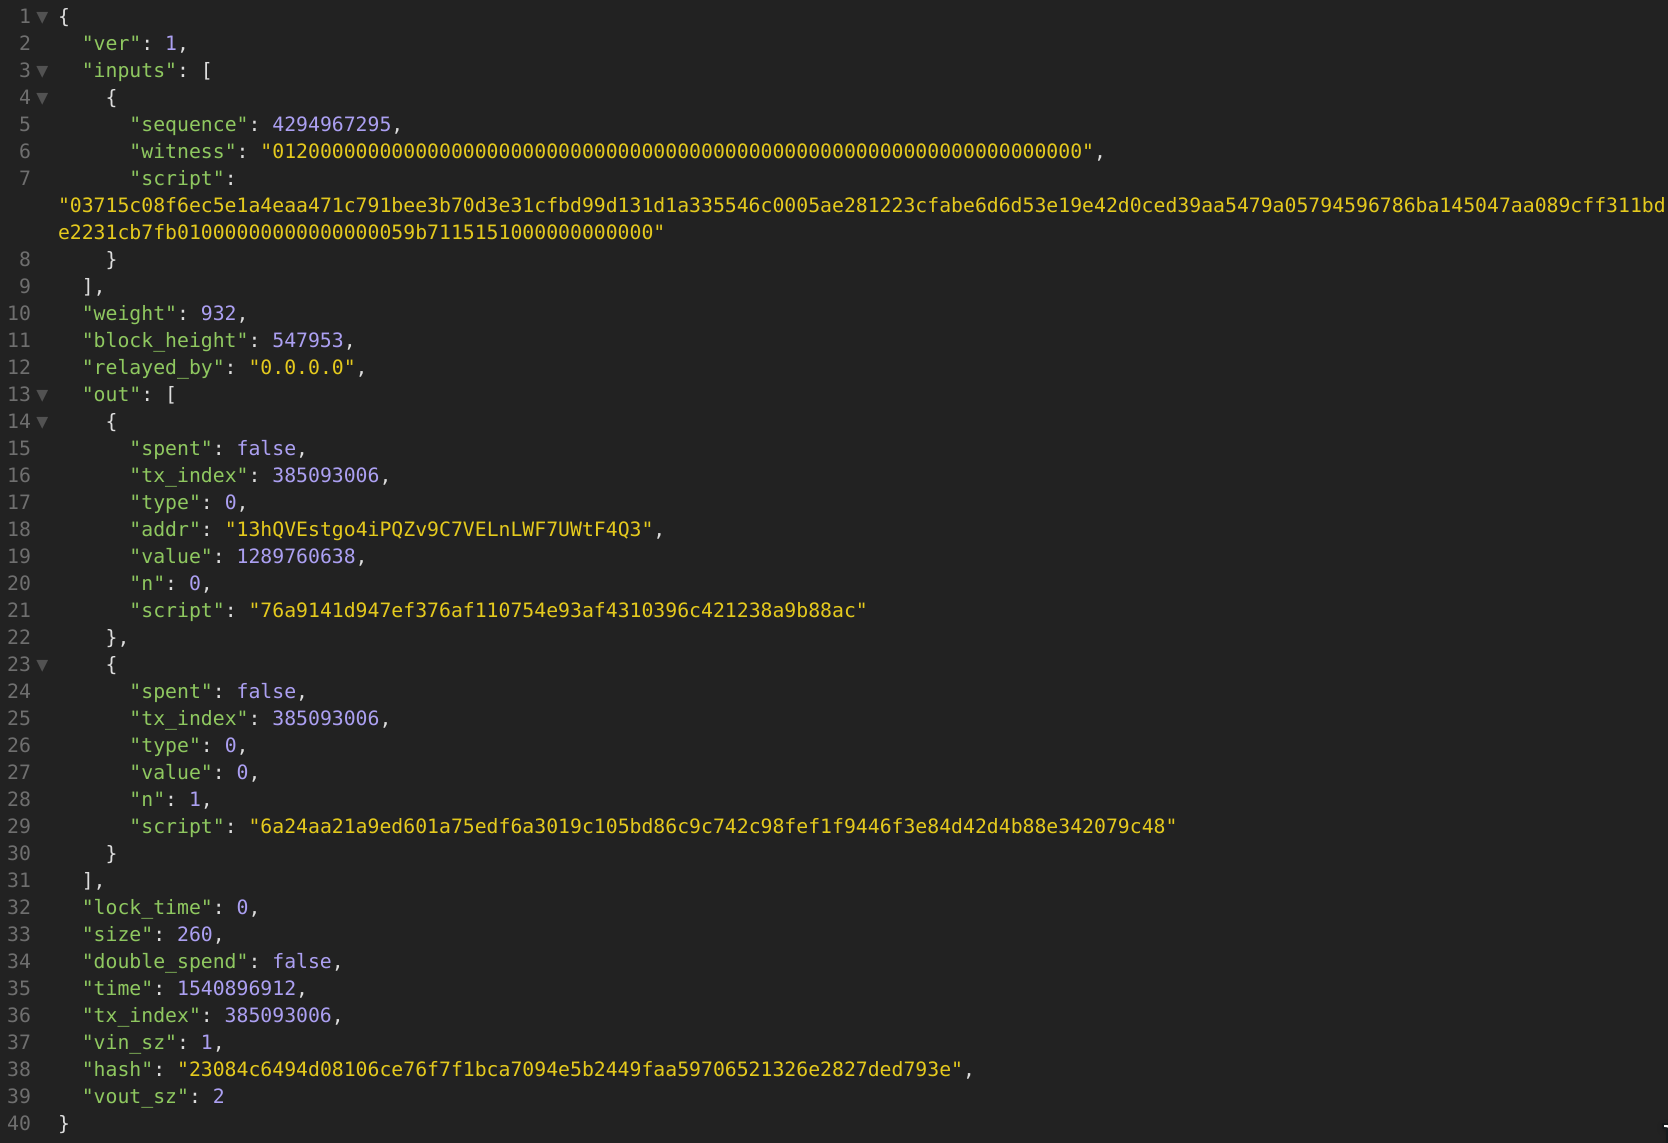 1 ▼ {
2 "ver": 1,
3 ▼ "inputs": [
4 ▼ {
5 "sequence": 4294967295,
6 "witness": "01200000000000000000000000000000000000000000000000000000000000000000000",
7 "script":
"03715c08f6ec5e1a4eaa471c791bee3b70d3e31cfbd99d131d1a335546c0005ae281223cfabe6d6d53e19e42d0ced39aa5479a05794596786ba145047aa089cff311bd
e2231cb7fb01000000000000000059b7115151000000000000"
8 }
9 ],
10 "weight": 932,
11 "block_height": 547953,
12 "relayed_by": "0.0.0.0",
13 ▼ "out": [
14 ▼ {
15 "spent": false,
16 "tx_index": 385093006,
17 "type": 0,
18 "addr": "13hQVEstgo4iPQZv9C7VELnLWF7UWtF4Q3",
19 "value": 1289760638,
20 "n": 0,
21 "script": "76a9141d947ef376af110754e93af4310396c421238a9b88ac"
22 },
23 ▼ {
24 "spent": false,
25 "tx_index": 385093006,
26 "type": 0,
27 "value": 0,
28 "n": 1,
29 "script": "6a24aa21a9ed601a75edf6a3019c105bd86c9c742c98fef1f9446f3e84d42d4b88e342079c48"
30 }
31 ],
32 "lock_time": 0,
33 "size": 260,
34 "double_spend": false,
35 "time": 1540896912,
36 "tx_index": 385093006,
37 "vin_sz": 1,
38 "hash": "23084c6494d08106ce76f7f1bca7094e5b2449faa59706521326e2827ded793e",
39 "vout_sz": 2
40 }